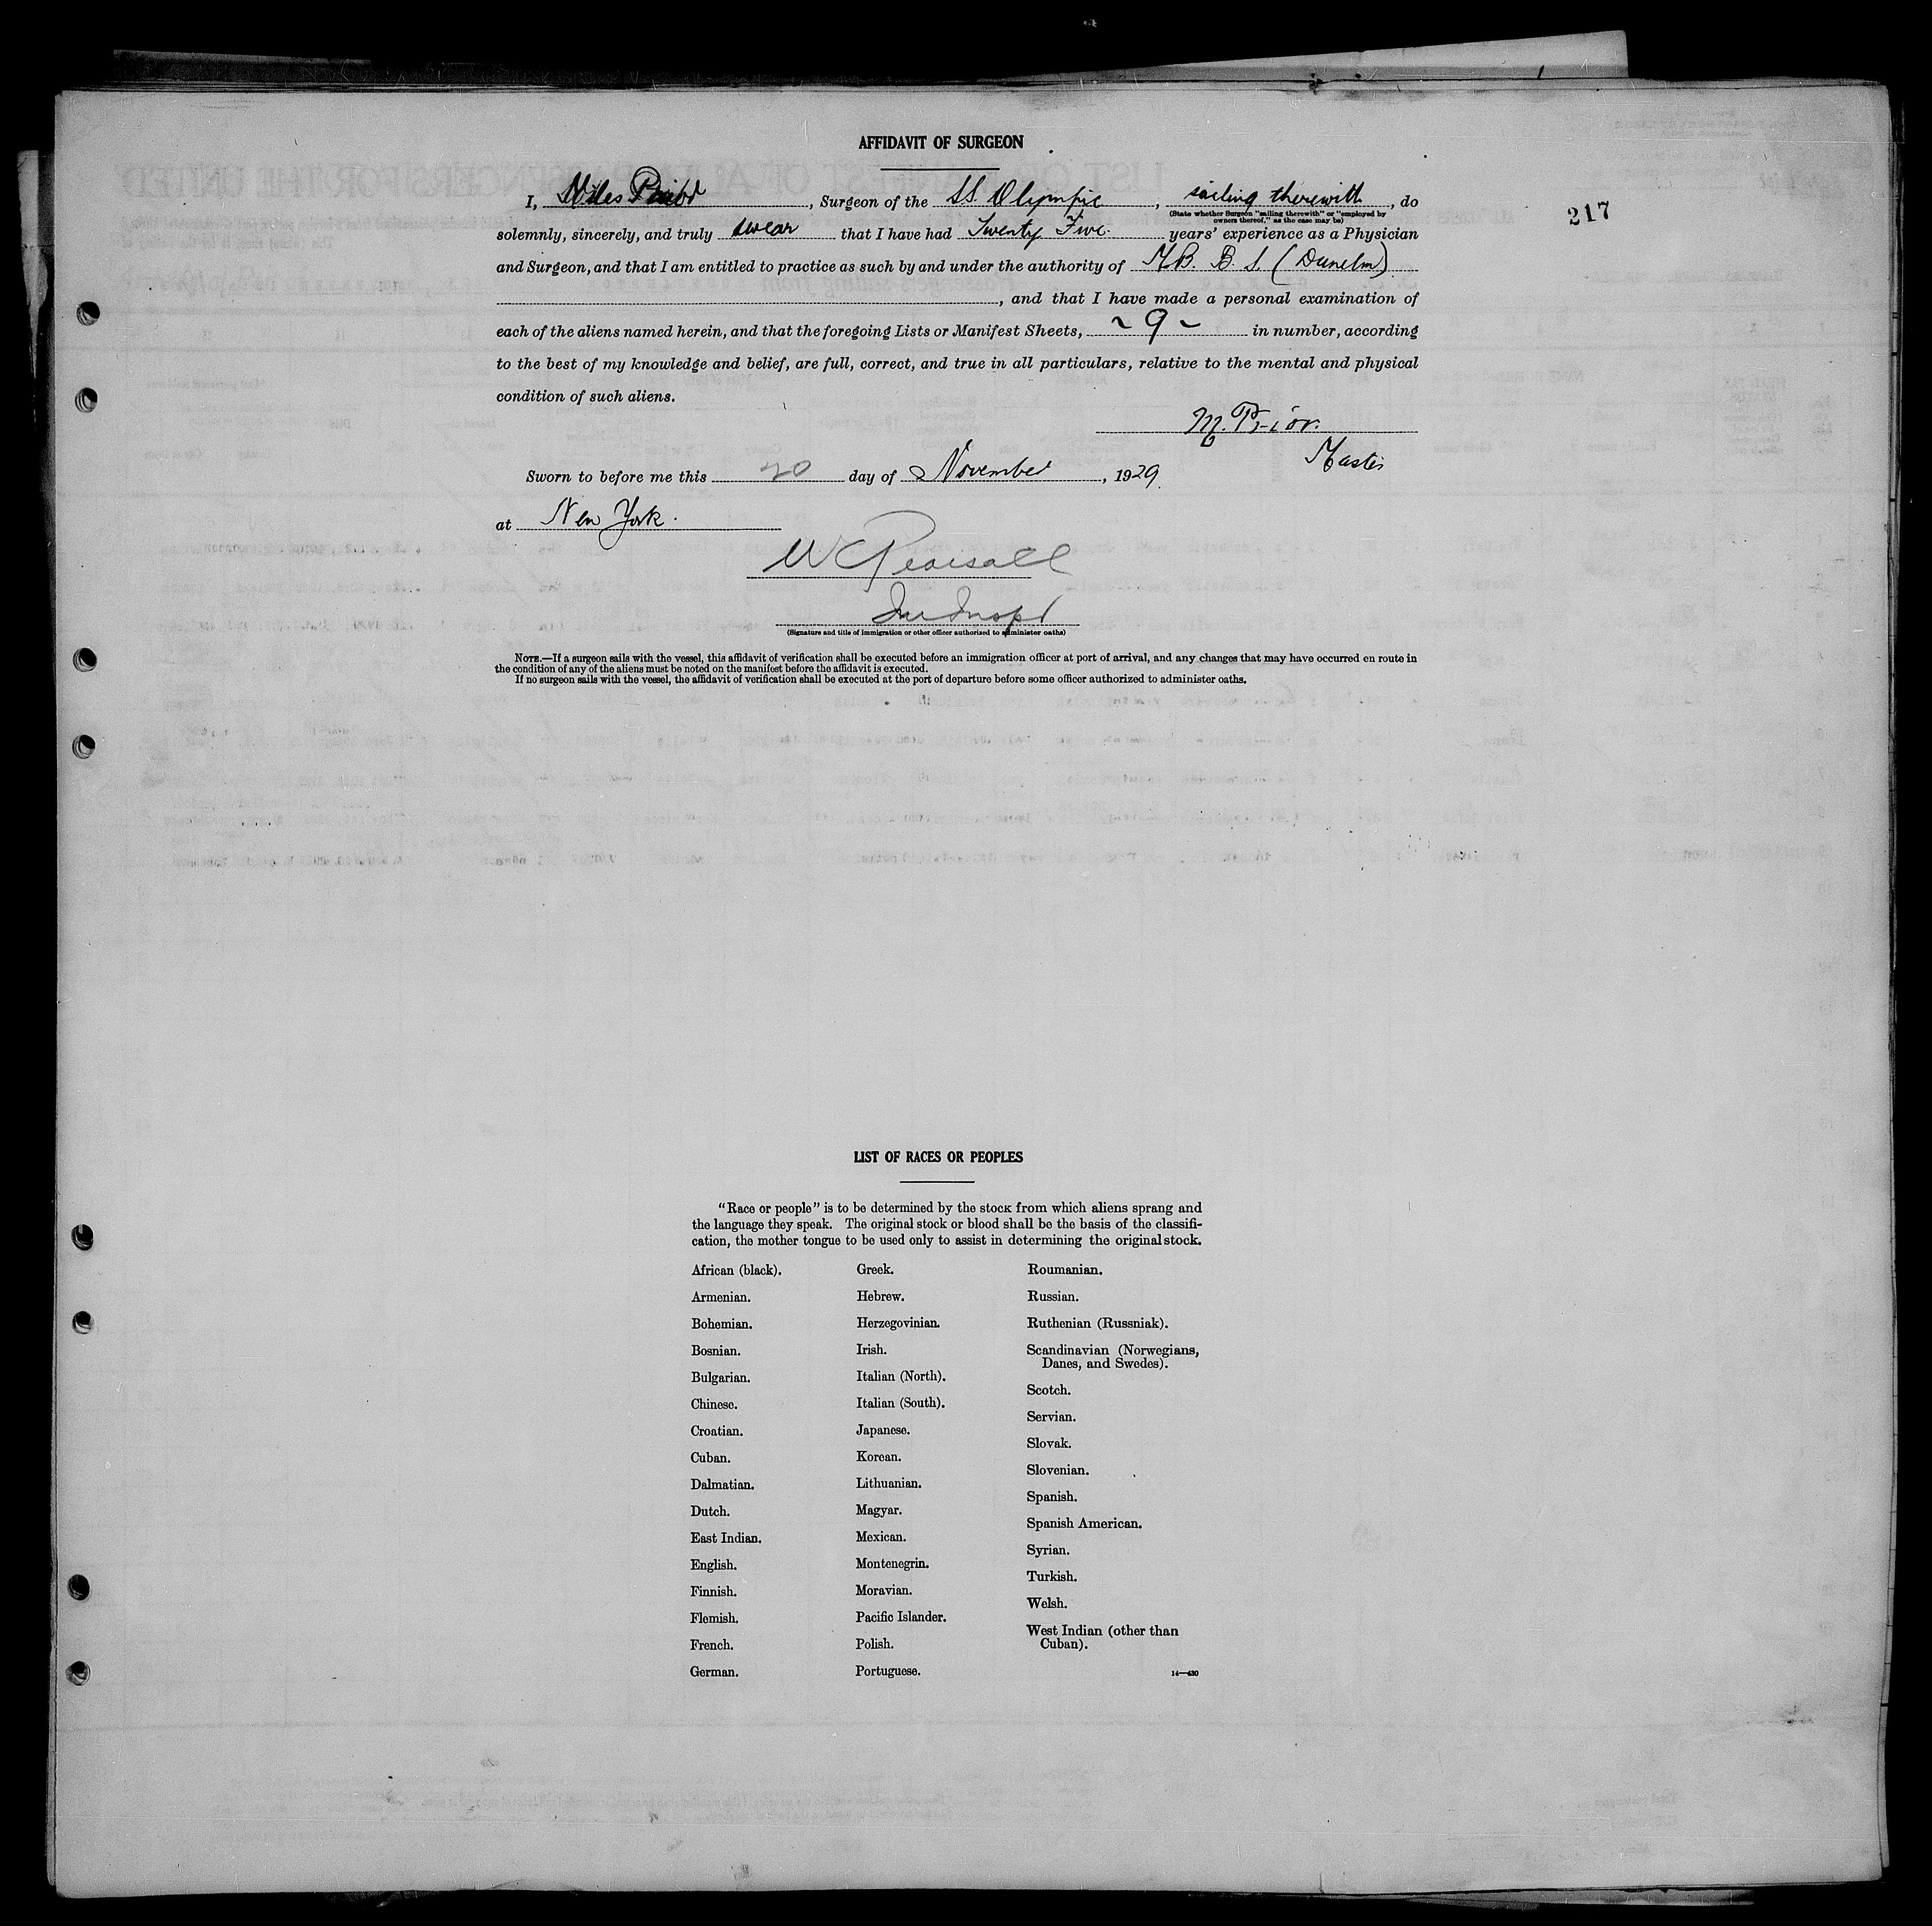 AFFIDAVIT OF SURGEON
I, Miles Prior, Surgeon of the SS. Olympic, sailing therewith, do
(State whether Surgeon "sailing therewith" or "employed by
owners thereof," as the case may be)
217
solemnly, sincerely, and truly swear that I have had Twenty Five. years' experience as a Physician
and Surgeon, and that I am entitled to practice as such by and under the authority of M.B. B.S. (Dunelm)
, and that I have made a personal examination of
each of the aliens named herein, and that the foregoing Lists or Manifest Sheets, - 9 - in number, according
to the best of my knowledge and belief, are full, correct, and true in all particulars, relative to the mental and physical
condition of such aliens.
M. Prior.
Master
Sworn to before me this 20 day of November, 1929.
at New York.
W C Pearsall
Imm Inspr
(Signature and title of immigration or other officer authorized to administer oaths)
NOTE.—If a surgeon sails with the vessel, this affidavit of verification shall be executed before an immigration officer at port of arrival, and any changes that may have occurred en route in
the condition of any of the aliens must be noted on the manifest before the affidavit is executed.
If no surgeon sails with the vessel, the affidavit of verification shall be executed at the port of departure before some officer authorized to administer oaths.
LIST OF RACES OR PEOPLES
"Race or people" is to be determined by the stock from which aliens sprang and
the language they speak. The original stock or blood shall be the basis of the classifi-
cation, the mother tongue to be used only to assist in determining the original stock.
African (black).
Armenian.
Bohemian.
Bosnian.
Bulgarian.
Chinese.
Croatian.
Cuban.
Dalmatian.
Dutch.
East Indian.
English.
Finnish.
Flemish.
French.
German.
Greek.
Hebrew.
Herzegovinian.
Irish.
Italian (North).
Italian (South).
Japanese.
Korean.
Lithuanian.
Magyar.
Mexican.
Montenegrin.
Moravian.
Pacific Islander.
Polish.
Portuguese.
Roumanian.
Russian.
Ruthenian (Russniak).
Scandinavian (Norwegians,
Danes, and Swedes).
Scotch.
Servian.
Slovak.
Slovenian.
Spanish.
Spanish American.
Syrian.
Turkish.
Welsh.
West Indian (other than
Cuban).
14—430